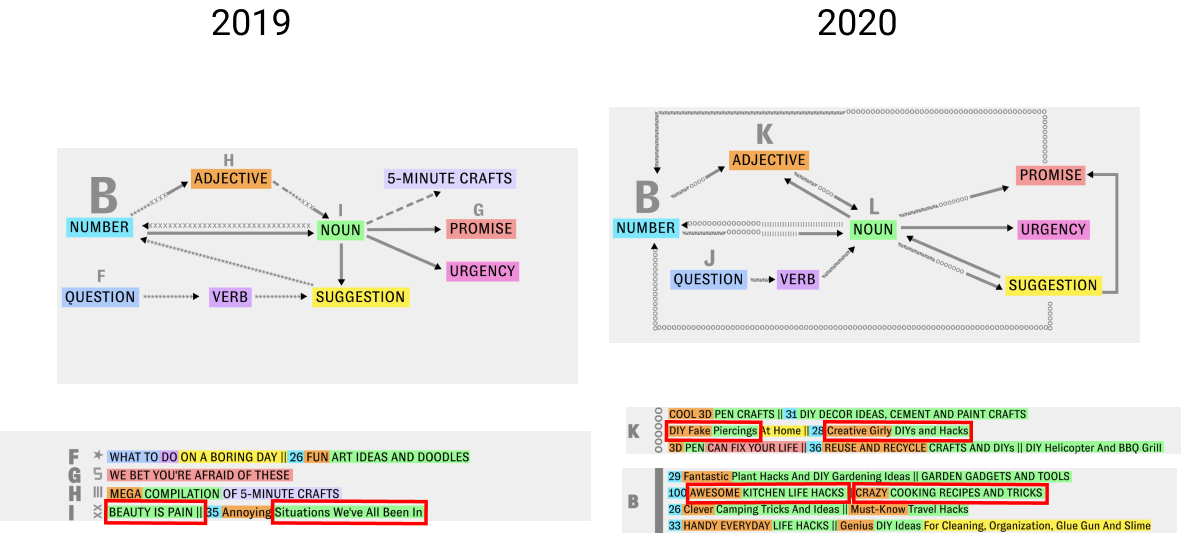 2019
2020
H
ADJECTIVE
5-MINUTE CRAFTS
B
NUMBER
I
NOUN
G
PROMISE
URGENCY
F
QUESTION
VERB
SUGGESTION
K
ADJECTIVE
PROMISE
B
NUMBER
L
NOUN
URGENCY
J
QUESTION
VERB
SUGGESTION
F WHAT TO DO ON A BORING DAY || 26 FUN ART IDEAS AND DOODLES
G WE BET YOU'RE AFRAID OF THESE
H MEGA COMPILATION OF 5-MINUTE CRAFTS
I BEAUTY IS PAIN || 35 Annoying Situations We've All Been In
COOL 3D PEN CRAFTS || 31 DIY DECOR IDEAS, CEMENT AND PAINT CRAFTS
K DIY Fake Piercings At Home || 28 Creative Girly DIYs and Hacks
3D PEN CAN FIX YOUR LIFE || 36 REUSE AND RECYCLE CRAFTS AND DIYs || DIY Helicopter And BBQ Grill
29 Fantastic Plant Hacks And DIY Gardening Ideas || GARDEN GADGETS AND TOOLS
B 100 AWESOME KITCHEN LIFE HACKS CRAZY COOKING RECIPES AND TRICKS
26 Clever Camping Tricks And Ideas || Must-Know Travel Hacks
33 HANDY EVERYDAY LIFE HACKS || Genius DIY Ideas For Cleaning, Organization, Glue Gun And Slime